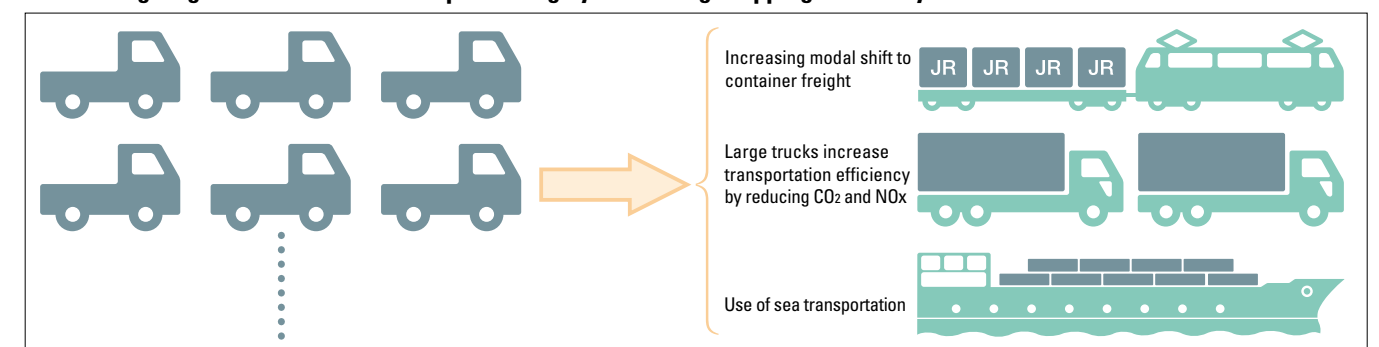 Increasing modal shift to
container freight
JR JR JR JR
Large trucks increase
transportation efficiency
by reducing CO2 and NOx
Use of sea transportation